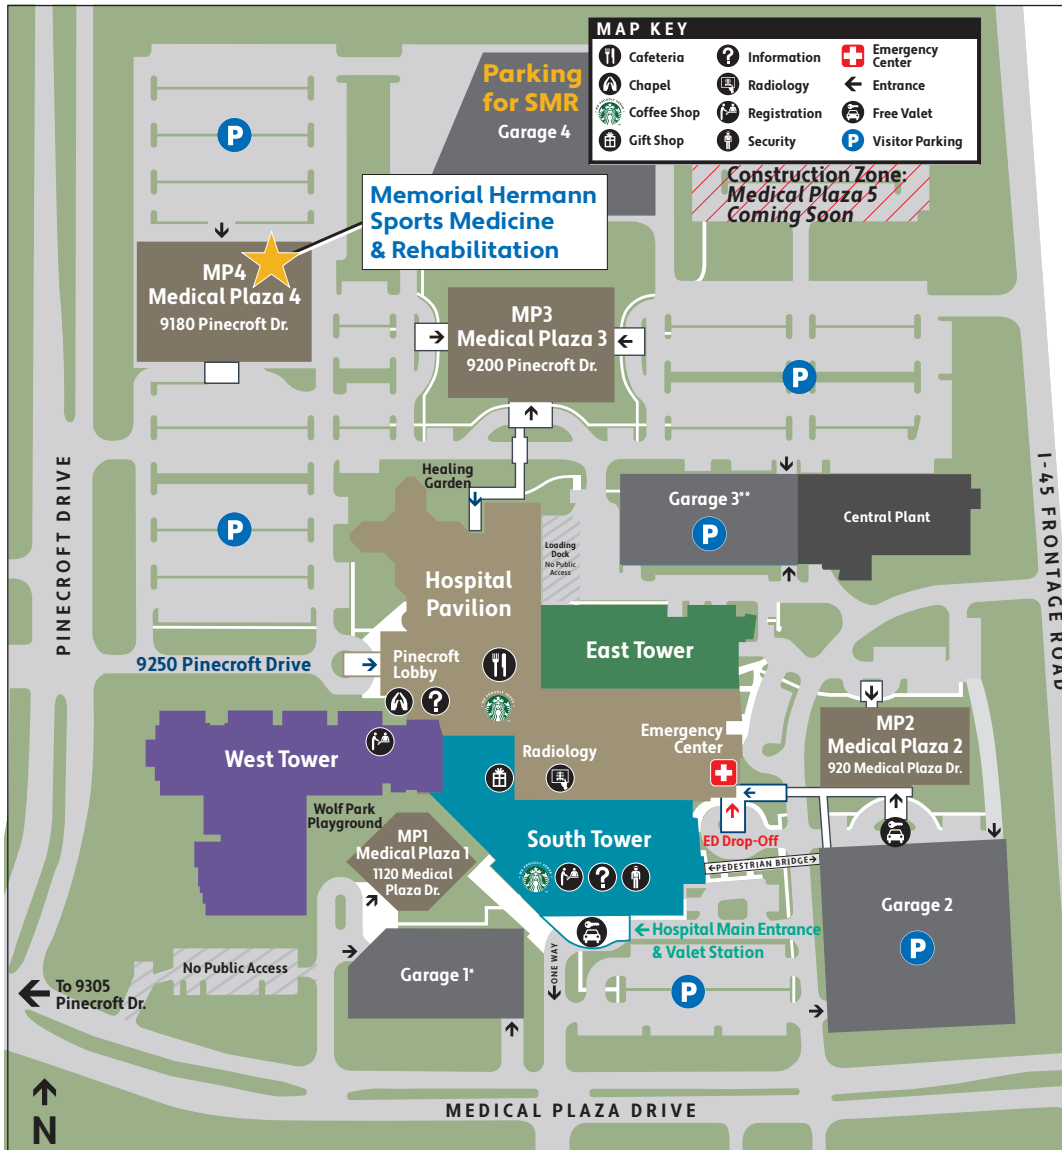 MAP KEY
Cafeteria
Chapel
Coffee Shop
Gift Shop
Information
Radiology
Registration
Security
Emergency
Center
Entrance
Free Valet
P Visitor Parking
Parking
for SMR
Garage 4
P
Construction Zone:
Medical Plaza 5
Coming Soon
Memorial Hermann
Sports Medicine
& Rehabilitation
MP4
Medical Plaza 4
9180 Pinecroft Dr.
MP3
Medical Plaza 3
9200 Pinecroft Dr.
P
PINECROFT DRIVE
I-45 FRONTAGE ROAD
Healing
Garden
P
Garage 3**
P
Central Plant
Loading
Dock
No Public
Access
Hospital
Pavilion
East Tower
9250 Pinecroft Drive
Pinecroft
Lobby
West Tower
Radiology
Emergency
Center
MP2
Medical Plaza 2
920 Medical Plaza Dr.
Wolf Park
Playground
MP1
Medical Plaza 1
1120 Medical
Plaza Dr.
South Tower
ED Drop-Off
PEDESTRIAN BRIDGE
Garage 2
P
Hospital Main Entrance
& Valet Station
No Public Access
Garage 1*
ONE WAY
P
To 9305
Pinecroft Dr.
N
MEDICAL PLAZA DRIVE